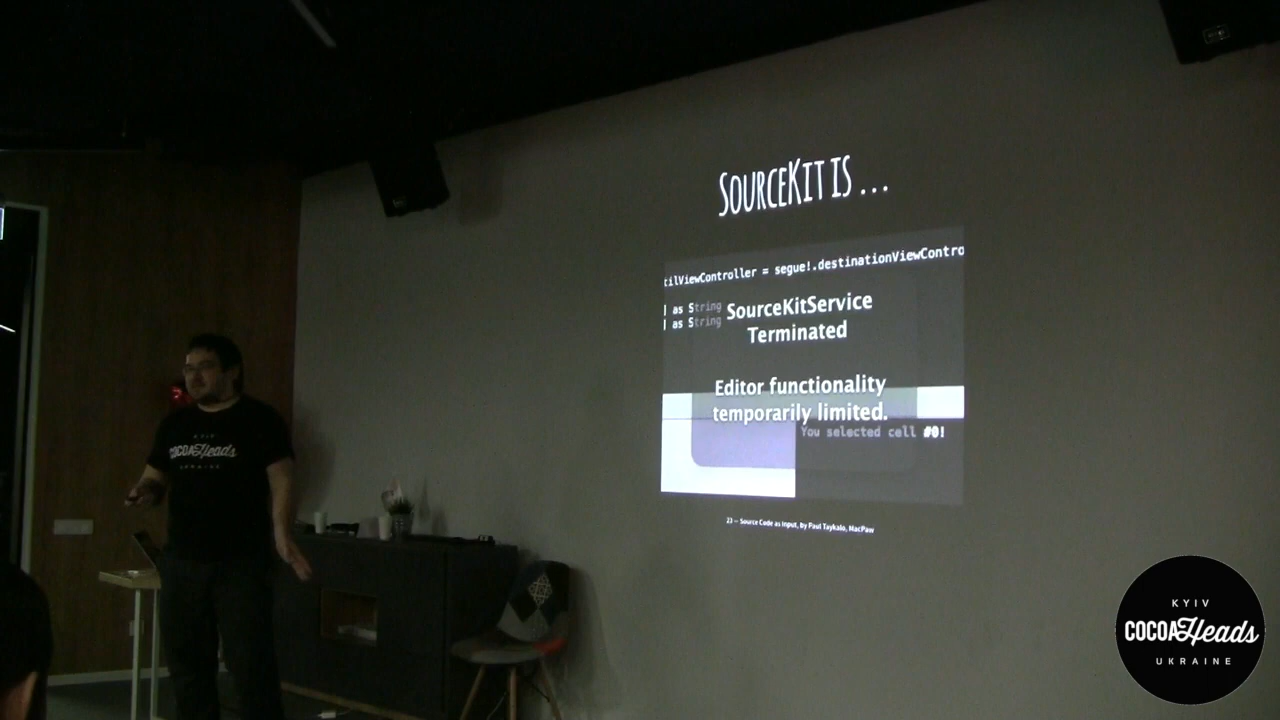 SOURCEKIT IS ...
tilViewController = segue!.destinationViewContro
] as String
] as String
SourceKitService
Terminated
Editor functionality
temporarily limited.
You selected cell #0!
23 — Source Code as Input, by Paul Taykalo, MacPaw
KYIV
COCOAHeads
UKRAINE
KYIV
COCOAHeads
UKRAINE